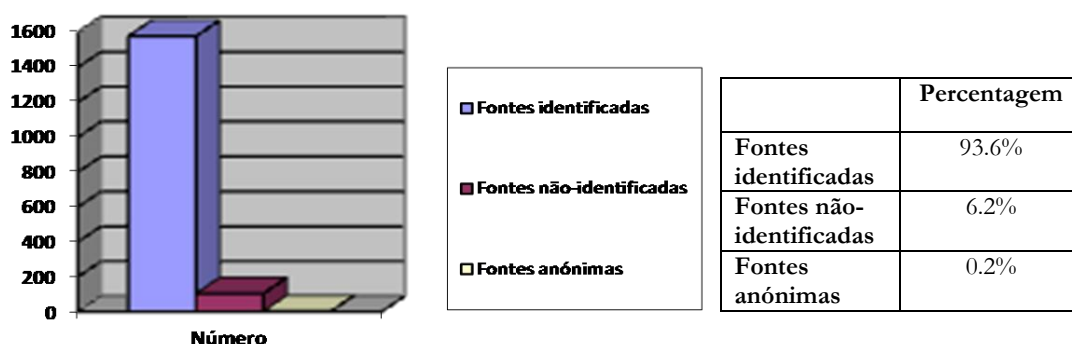 1600
1400
1200
1000
800
600
400
200
0
Número
Fontes identificadas
Fontes não-identificadas
Fontes anónimas
Percentagem
Fontes
identificadas
93.6%
Fontes não-
identificadas
6.2%
Fontes
anónimas
0.2%